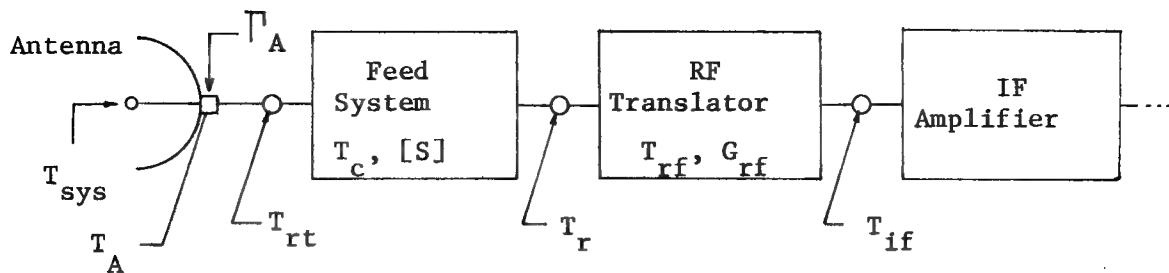 Antenna
Γ_A
T_sys
T_A
T_rt
Feed
System
T_c, [S]
T_r
RF
Translator
T_rf, G_rf
T_if
IF
Amplifier